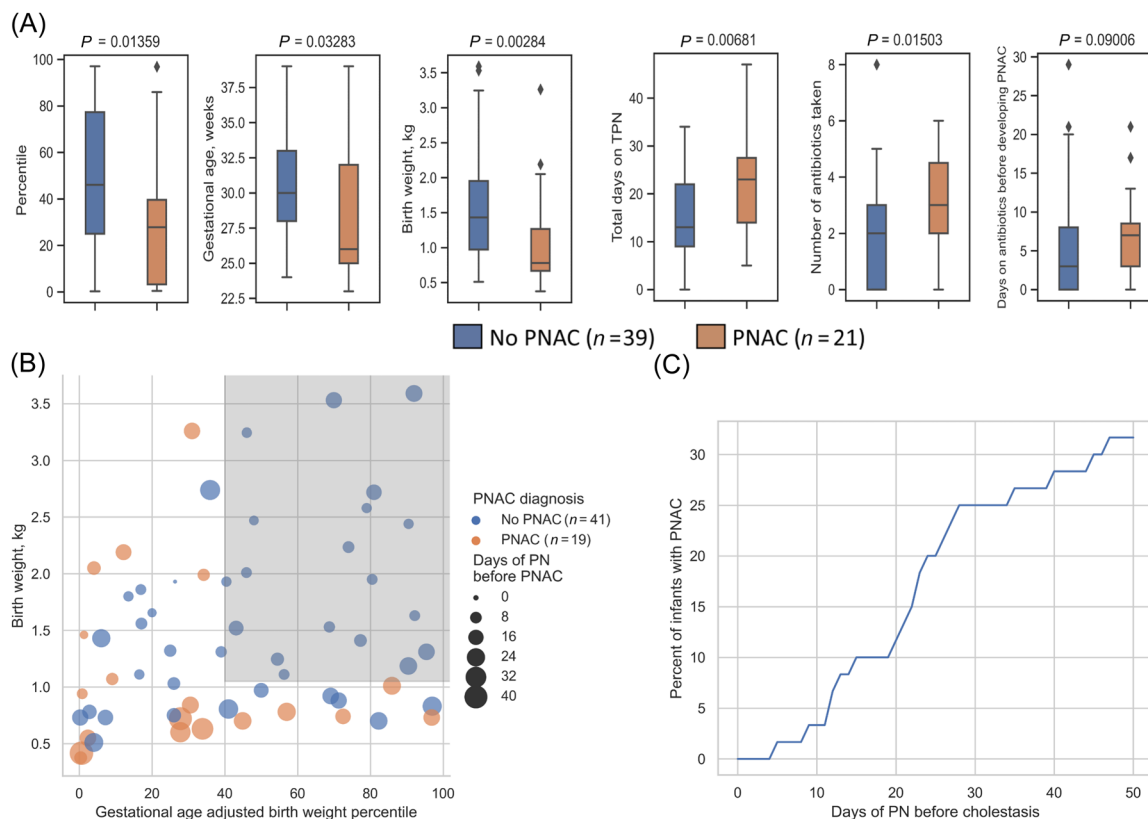 (A)
P = 0.01359
P = 0.03283
P = 0.00284
P = 0.00681
P = 0.01503
P = 0.09006
Percentile
100
80
60
40
20
0
Gestational age, weeks
37.5
35.0
32.5
30.0
27.5
25.0
22.5
Birth weight, kg
3.5
3.0
2.5
2.0
1.5
1.0
0.5
Total days on TPN
40
30
20
10
0
Number of antibiotics taken
8
6
4
2
0
Days on antibiotics before developing PNAC
30
25
20
15
10
5
0
No PNAC (n=39)
PNAC (n=21)
(B)
Birth weight, kg
3.5
3.0
2.5
2.0
1.5
1.0
0.5
0 20 40 60 80 100
Gestational age adjusted birth weight percentile
PNAC diagnosis
No PNAC (n=41)
PNAC (n=19)
Days of PN
before PNAC
0
8
16
24
32
40
(C)
Percent of infants with PNAC
30
25
20
15
10
5
0
0 10 20 30 40 50
Days of PN before cholestasis